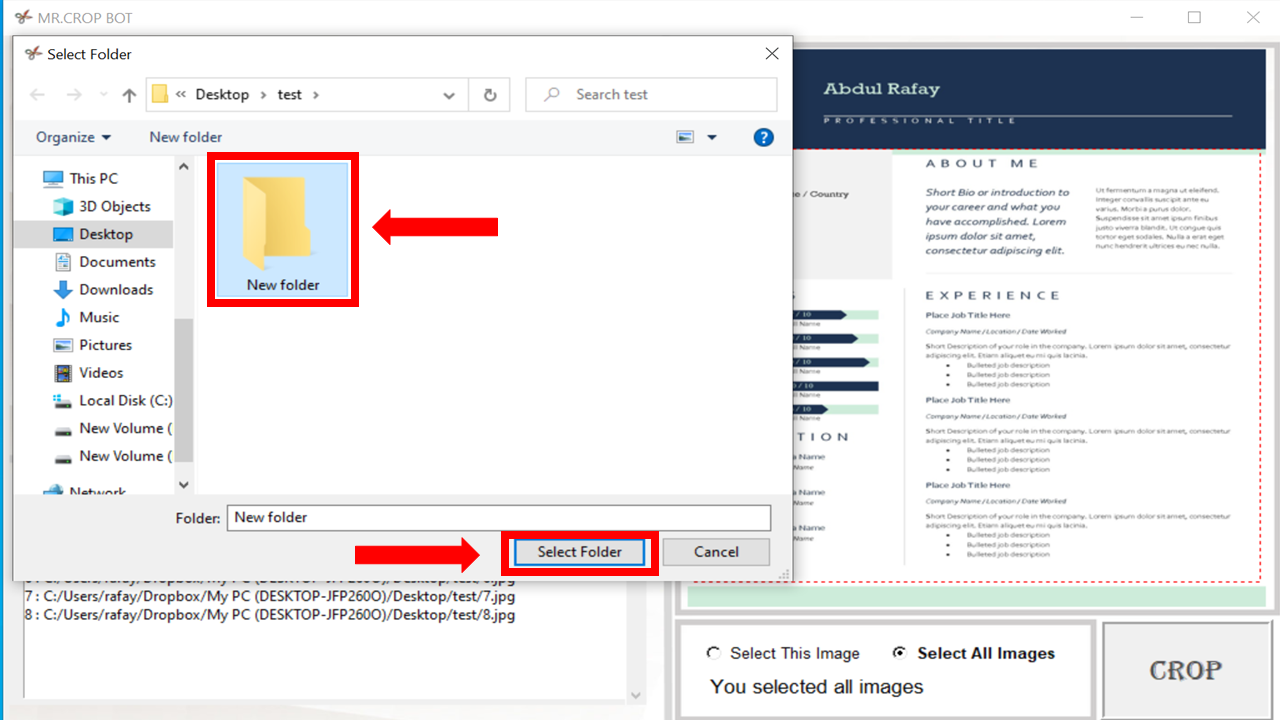 MR.CROP BOT
Select Folder
« Desktop › test ›
Search test
Organize
New folder
?
This PC
3D Objects
Desktop
Documents
Downloads
Music
Pictures
Videos
Local Disk (C:)
New Volume (
New Volume (
Network
New folder
Folder: New folder
Select Folder
Cancel
7 : C:/Users/rafay/Dropbox/My PC (DESKTOP-JFP260O)/Desktop/test/7.jpg
8 : C:/Users/rafay/Dropbox/My PC (DESKTOP-JFP260O)/Desktop/test/8.jpg
Abdul Rafay
PROFESSIONAL TITLE
e / Country
ABOUT ME
Short Bio or introduction to
your career and what you
have accomplished. Lorem
ipsum dolor sit amet,
consectetur adipiscing elit.
Ut fermentum a magna ut eleifend.
Integer convallis suscipit ante eu
varius. Morbi a purus dolor.
Suspendisse sit amet ipsum finibus
justo viverra blandit. Ut congue quis
tortor eget sodales. Nulla a erat eget
nunc hendrerit ultrices eu nec nulla.
/ 10
Name
/ 10
Name
/ 10
Name
/ 10
Name
/ 10
Name
TION
Name
Name
Name
Name
Name
Name
EXPERIENCE
Place Job Title Here
Company Name / Location / Date Worked
Short Description of your role in the company. Lorem ipsum dolor sit amet, consectetur
adipiscing elit. Etiam aliquet eu mi quis lacinia.
• Bulleted job description
• Bulleted job description
• Bulleted job description
Place Job Title Here
Company Name / Location / Date Worked
Short Description of your role in the company. Lorem ipsum dolor sit amet, consectetur
adipiscing elit. Etiam aliquet eu mi quis lacinia.
• Bulleted job description
• Bulleted job description
• Bulleted job description
Place Job Title Here
Company Name / Location / Date Worked
Short Description of your role in the company. Lorem ipsum dolor sit amet, consectetur
adipiscing elit. Etiam aliquet eu mi quis lacinia.
• Bulleted job description
• Bulleted job description
• Bulleted job description
Select This Image
Select All Images
You selected all images
CROP